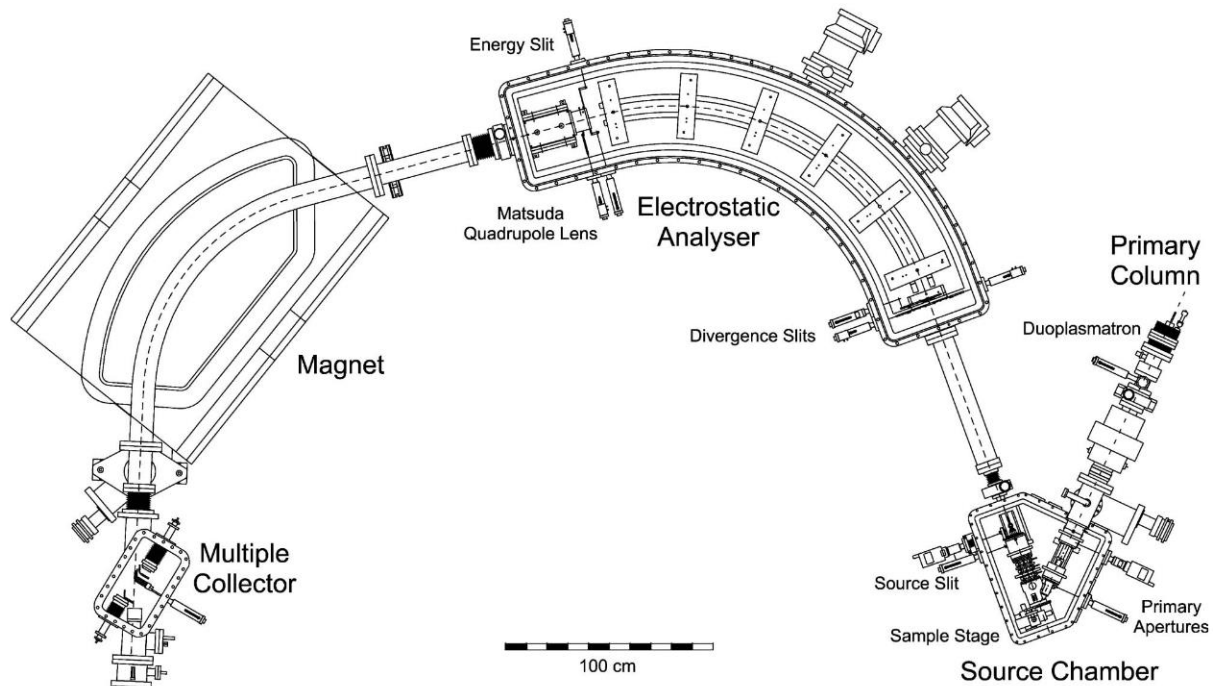 Energy Slit
Matsuda
Quadrupole Lens
Electrostatic
Analyser
Primary
Column
Duoplasmatron
Divergence Slits
Magnet
Multiple
Collector
Source Slit
Primary
Apertures
Sample Stage
Source Chamber
100 cm